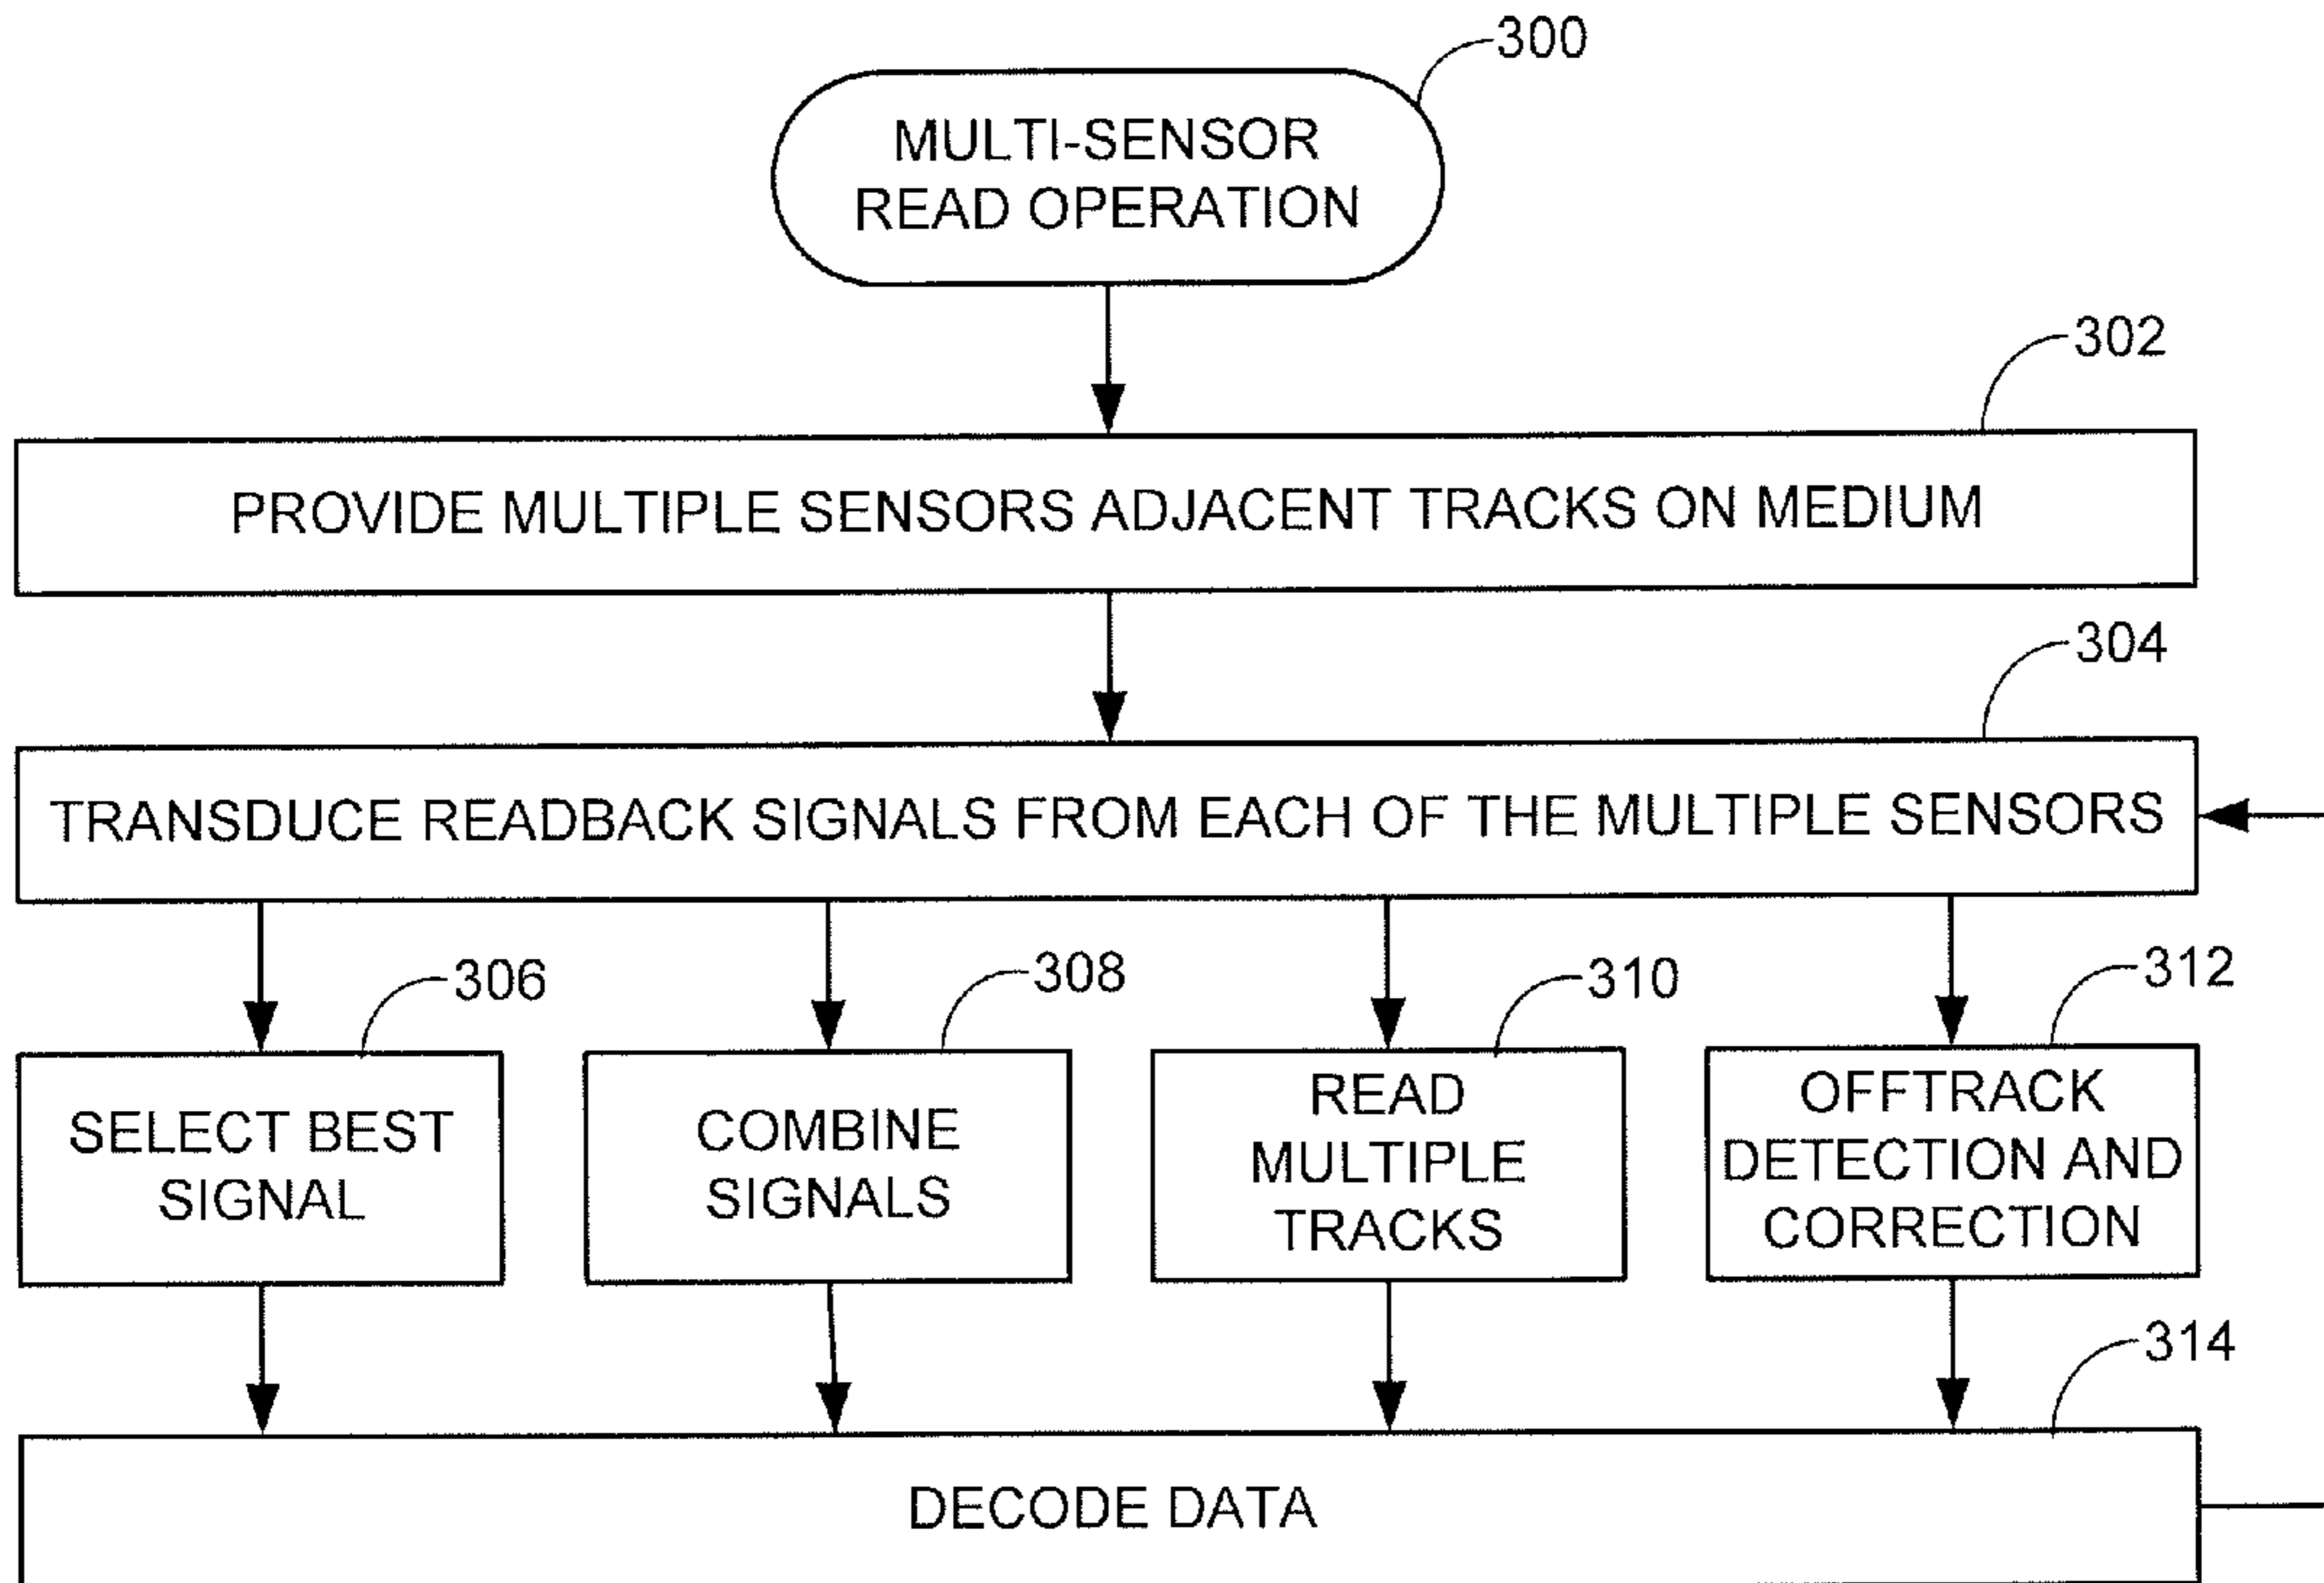 300
MULTI-SENSOR
READ OPERATION
302
PROVIDE MULTIPLE SENSORS ADJACENT TRACKS ON MEDIUM
304
TRANSDUCE READBACK SIGNALS FROM EACH OF THE MULTIPLE SENSORS
306
SELECT BEST
SIGNAL
308
COMBINE
SIGNALS
310
READ
MULTIPLE
TRACKS
312
OFFTRACK
DETECTION AND
CORRECTION
314
DECODE DATA